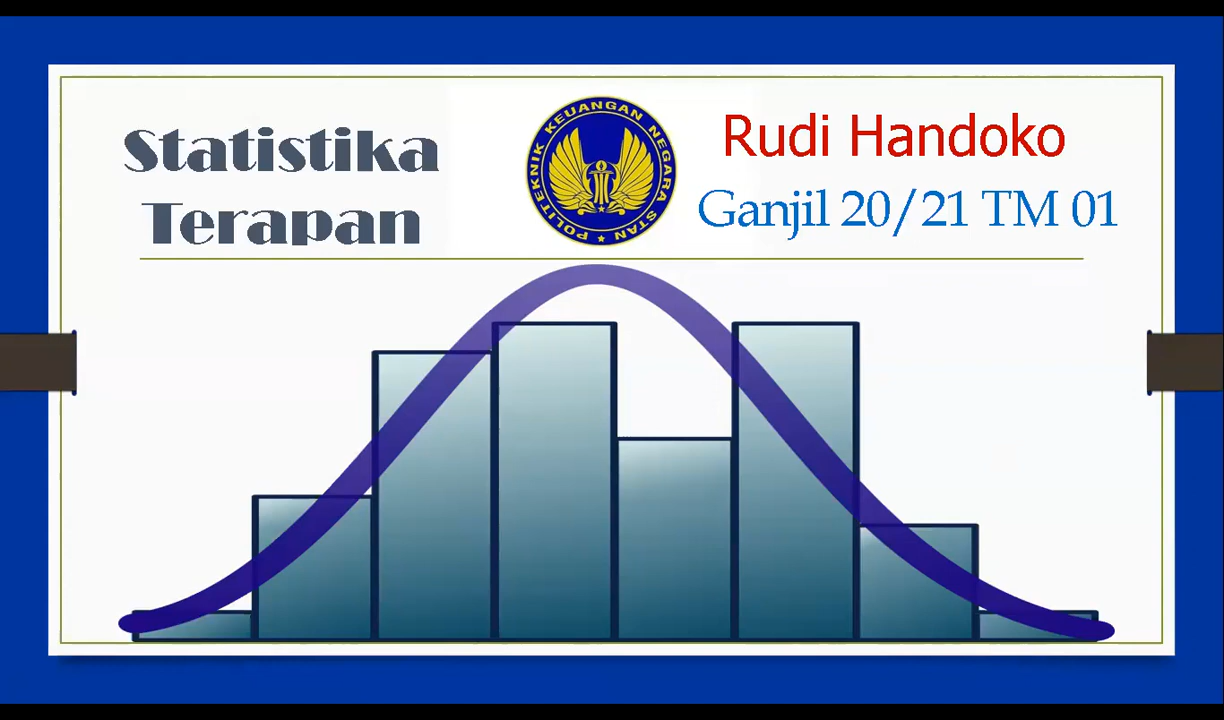 Statistika
Terapan
POLITEKNIK KEUANGAN NEGARA STAN
Rudi Handoko
Ganjil 20/21 TM 01